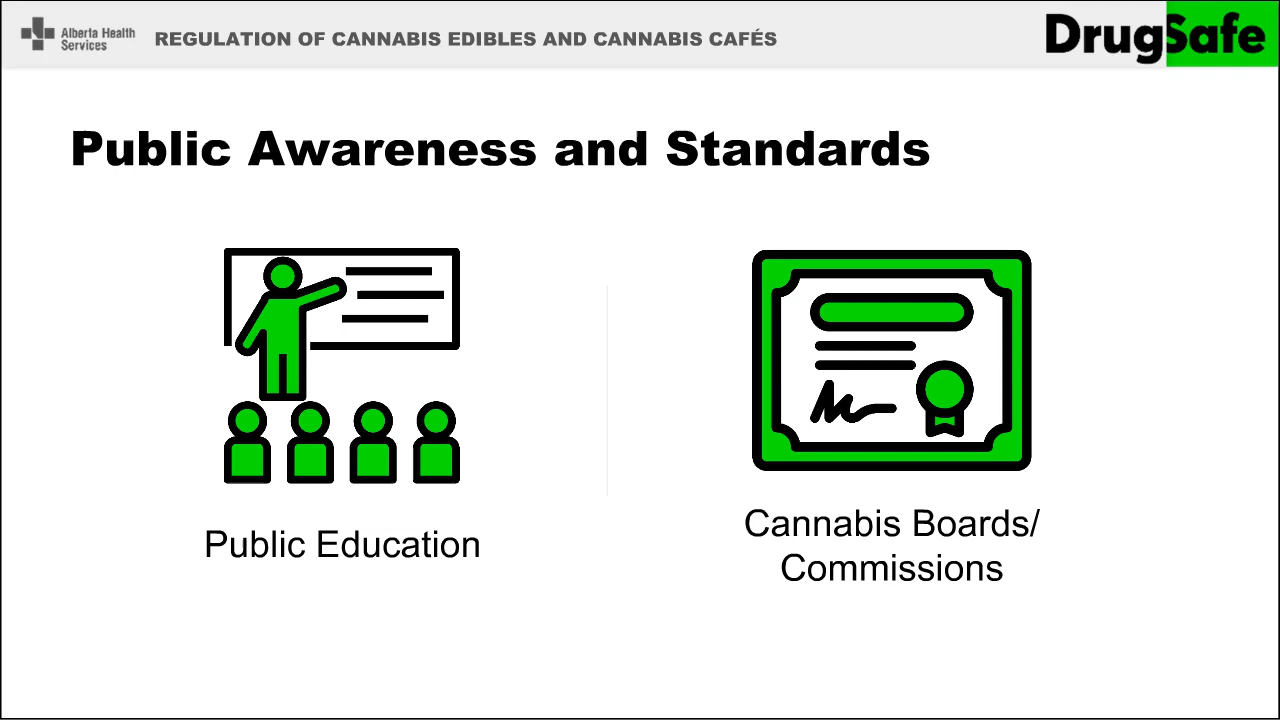 Alberta Health
Services
REGULATION OF CANNABIS EDIBLES AND CANNABIS CAFÉS
DrugSafe
Public Awareness and Standards
Public Education
Cannabis Boards/
Commissions